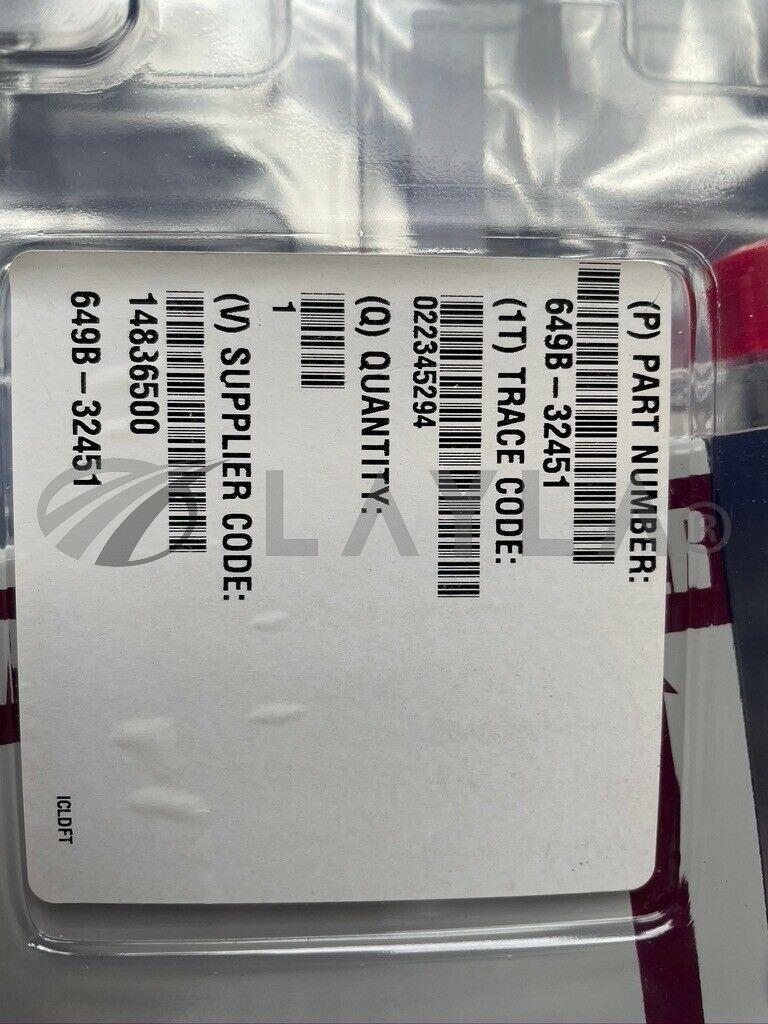 (P) PART NUMBER:
649B-32451
(1T) TRACE CODE:
022345294
(Q) QUANTITY:
1
(V) SUPPLIER CODE:
14836500
649B-32451
ICLDFT
LAYLA®